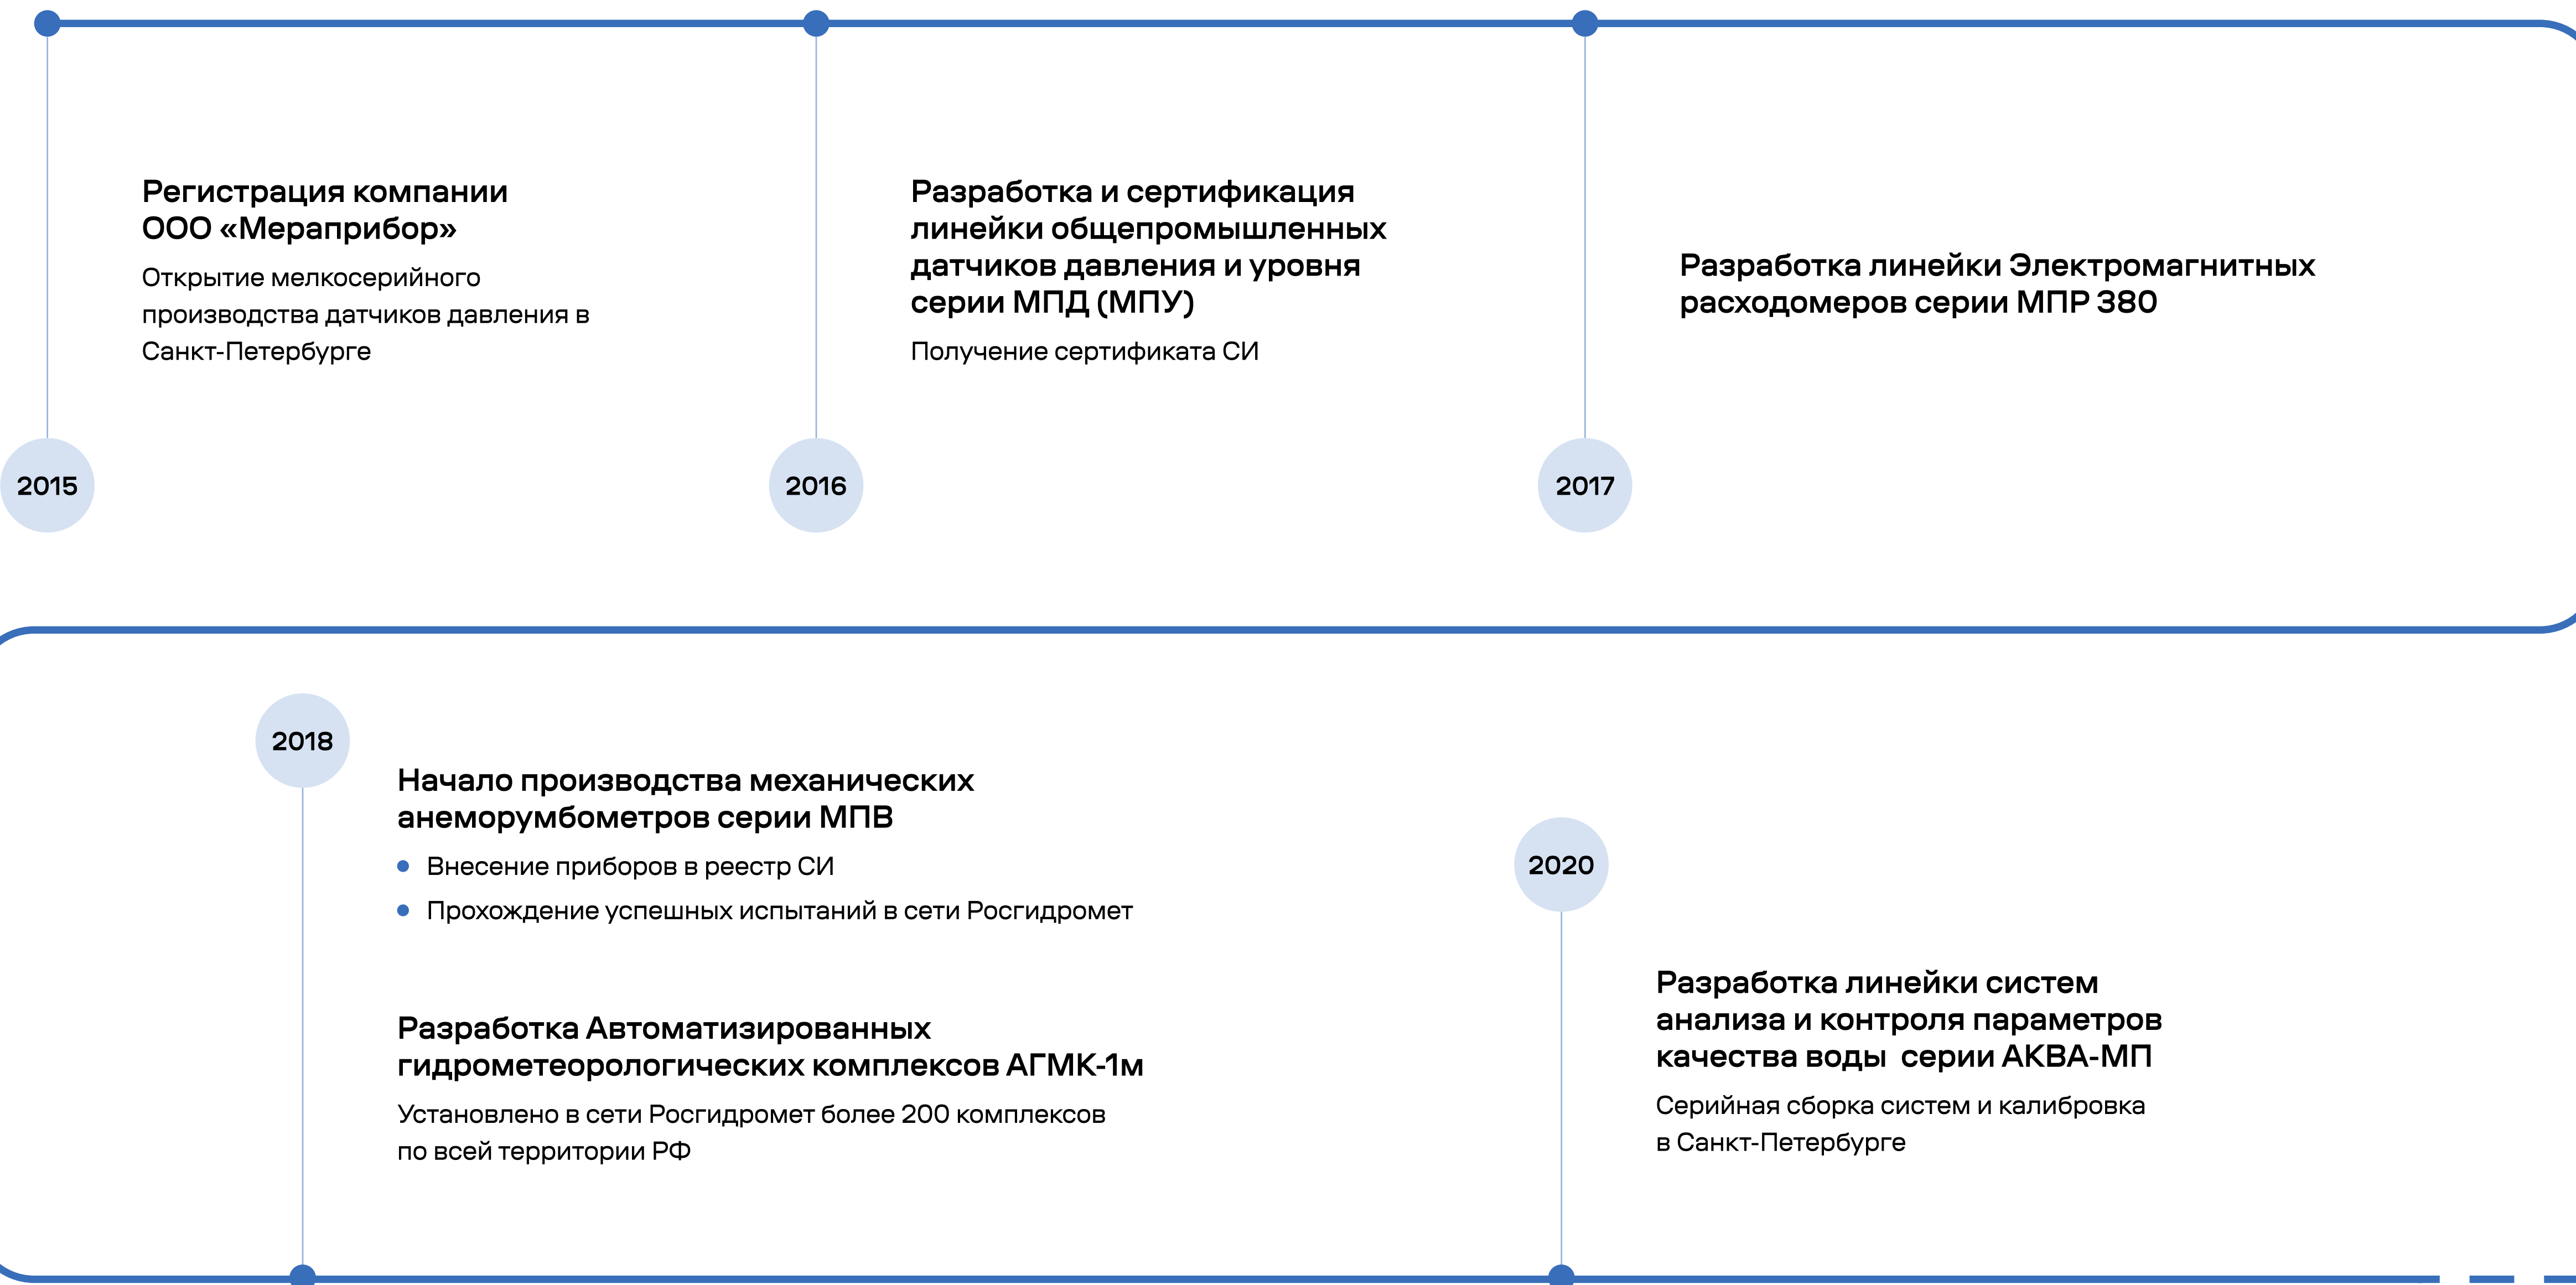 Регистрация компании
ООО «Мераприбор»
Открытие мелкосерийного
производства датчиков давления в
Санкт-Петербурге
2015
Разработка и сертификация
линейки общепромышленных
датчиков давления и уровня
серии МПД (МПУ)
Получение сертификата СИ
2016
Разработка линейки Электромагнитных
расходомеров серии МПР 380
2017
2018
Начало производства механических
анеморумбометров серии МПВ
Внесение приборов в реестр СИ
Прохождение успешных испытаний в сети Росгидромет
Разработка Автоматизированных
гидрометеорологических комплексов АГМК-1м
Установлено в сети Росгидромет более 200 комплексов
по всей территории РФ
2020
Разработка линейки систем
анализа и контроля параметров
качества воды  серии АКВА-МП
Серийная сборка систем и калибровка
в Санкт-Петербурге